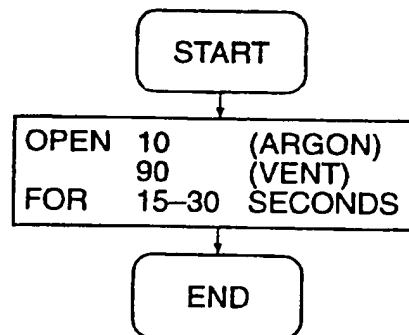 START
OPEN 10 (ARGON)
90 (VENT)
FOR 15–30 SECONDS
END